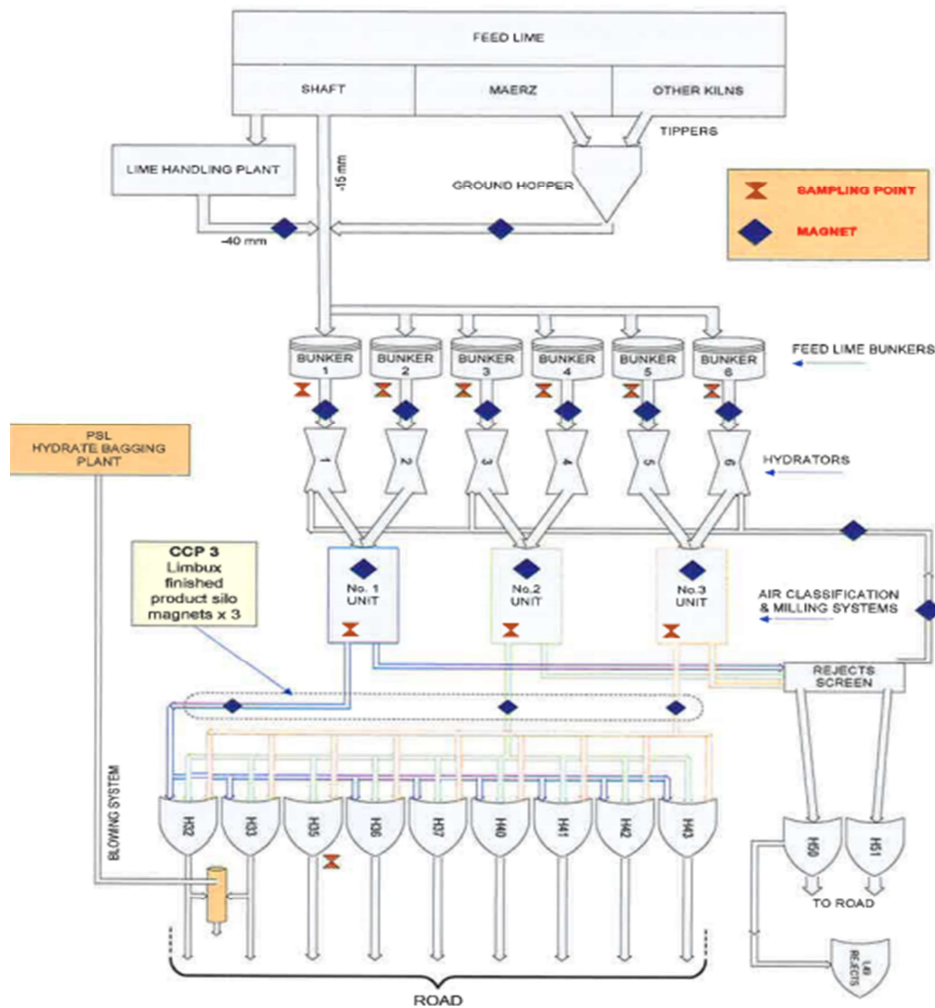 FEED LIME
SHAFT
MAERZ
OTHER KILNS
TIPPERS
LIME HANDLING PLANT
-15 mm
GROUND HOPPER
-40 mm
SAMPLING POINT
MAGNET
BUNKER
1
BUNKER
2
BUNKER
3
BUNKER
4
BUNKER
5
BUNKER
6
FEED LIME BUNKERS
PSL
HYDRATE BAGGING
PLANT
1
2
3
4
5
6
HYDRATORS
CCP 3
Limbux
finished
product silo
magnets x 3
No. 1
UNIT
No.2
UNIT
No.3
UNIT
AIR CLASSIFICATION
& MILLING SYSTEMS
REJECTS
SCREEN
BLOWING SYSTEM
H32
H33
H35
H36
H37
H40
H41
H42
H43
H50
H51
TO ROAD
LAB
REJECTS
ROAD